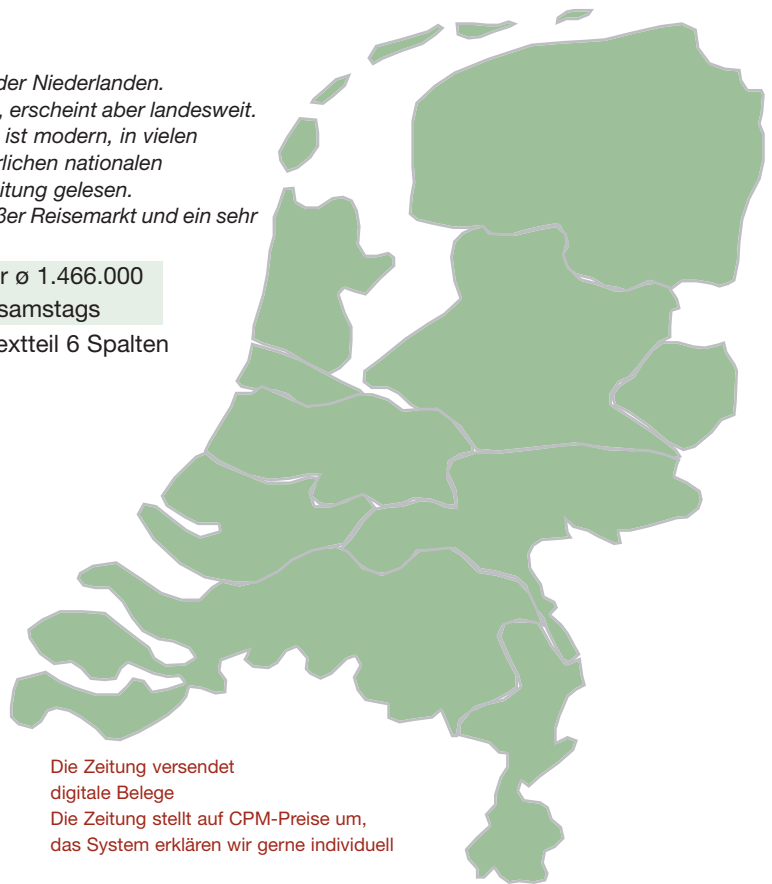 der Niederlanden.
, erscheint aber landesweit.
ist modern, in vielen
rlichen nationalen
itung gelesen.
ßer Reisemarkt und ein sehr
r ø 1.466.000
samstags
extteil 6 Spalten
Die Zeitung versendet
digitale Belege
Die Zeitung stellt auf CPM-Preise um,
das System erklären wir gerne individuell